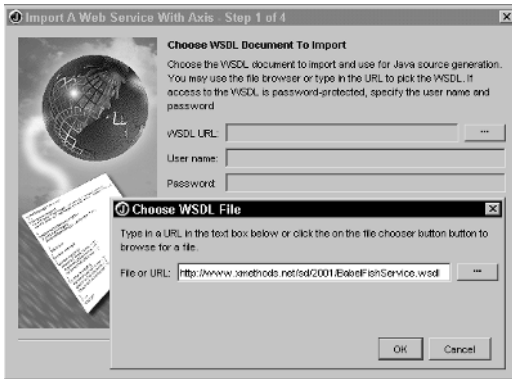 Import A Web Service With Axis - Step 1 of 4
Choose WSDL Document To Import
Choose the WSDL document to import and use for Java source generation.
You may use the file browser or type in the URL to pick the WSDL. If
access to the WSDL is password-protected, specify the user name and
password
WSDL URL:
...
User name:
Password:
Choose WSDL File
Type in a URL in the text box below or click the on the file chooser button button to
browse for a file.
File or URL: http://www.xmethods.net/sd/2001/BabelFishService.wsdl ...
OK Cancel